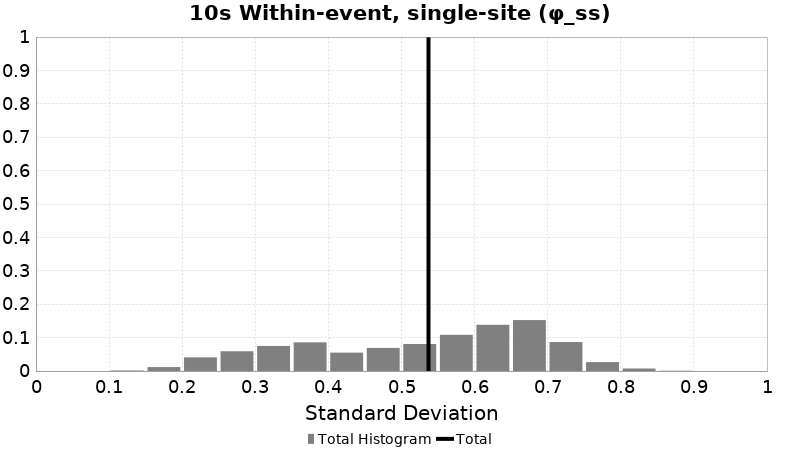 10s Within-event, single-site (φ_ss)
1
0.9
0.8
0.7
0.6
0.5
0.4
0.3
0.2
0.1
0
0 0.1 0.2 0.3 0.4 0.5 0.6 0.7 0.8 0.9 1
Standard Deviation
Total Histogram Total